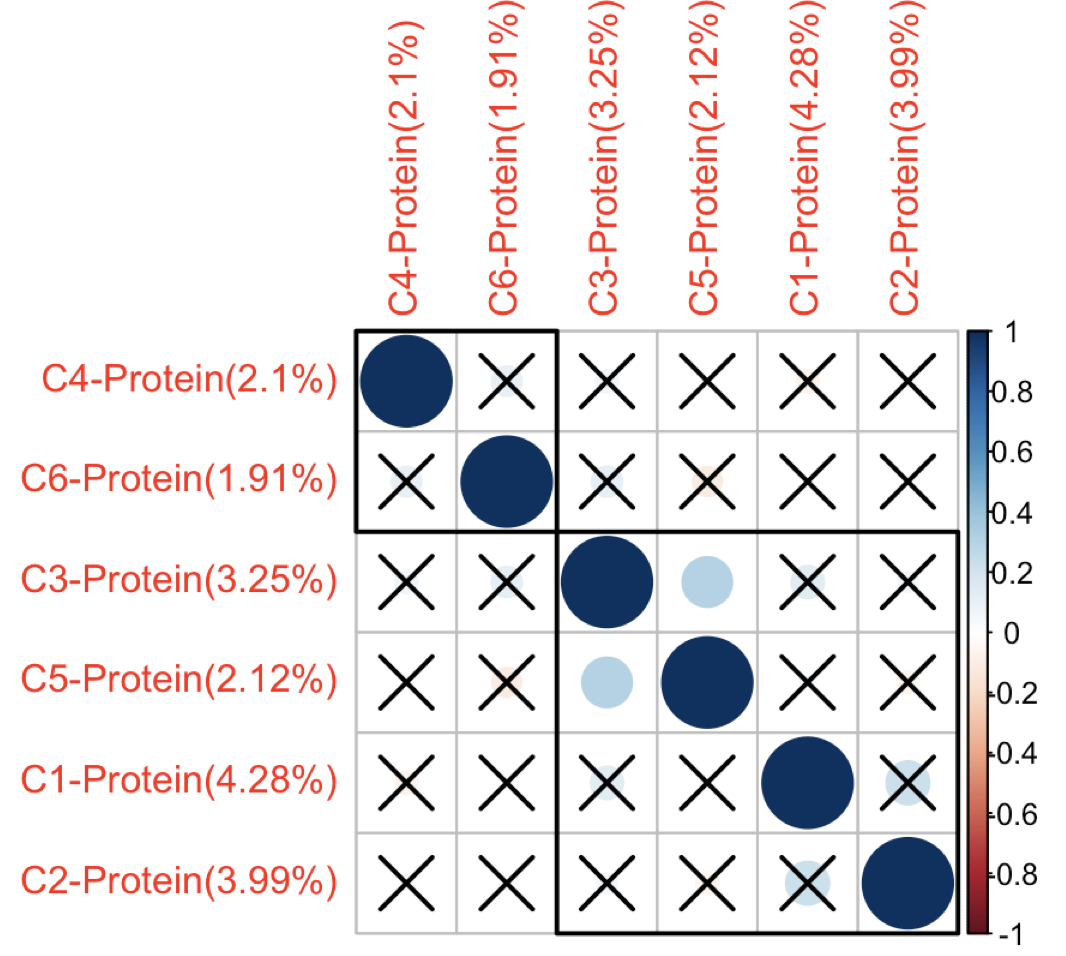 C4-Protein(2.1%)
C6-Protein(1.91%)
C3-Protein(3.25%)
C5-Protein(2.12%)
C1-Protein(4.28%)
C2-Protein(3.99%)
C4-Protein(2.1%)
C6-Protein(1.91%)
C3-Protein(3.25%)
C5-Protein(2.12%)
C1-Protein(4.28%)
C2-Protein(3.99%)
1
0.8
0.6
0.4
0.2
0
-0.2
-0.4
-0.6
-0.8
-1